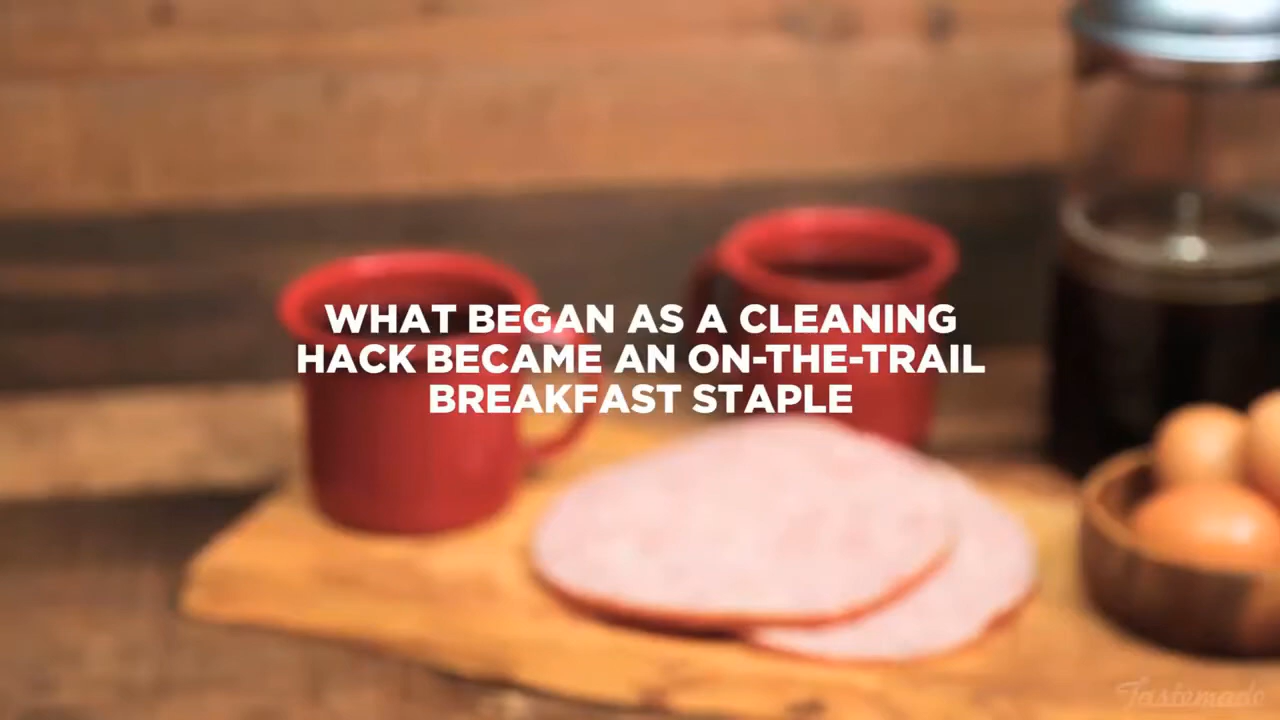 WHAT BEGAN AS A CLEANING
HACK BECAME AN ON-THE-TRAIL
BREAKFAST STAPLE
Tastemade